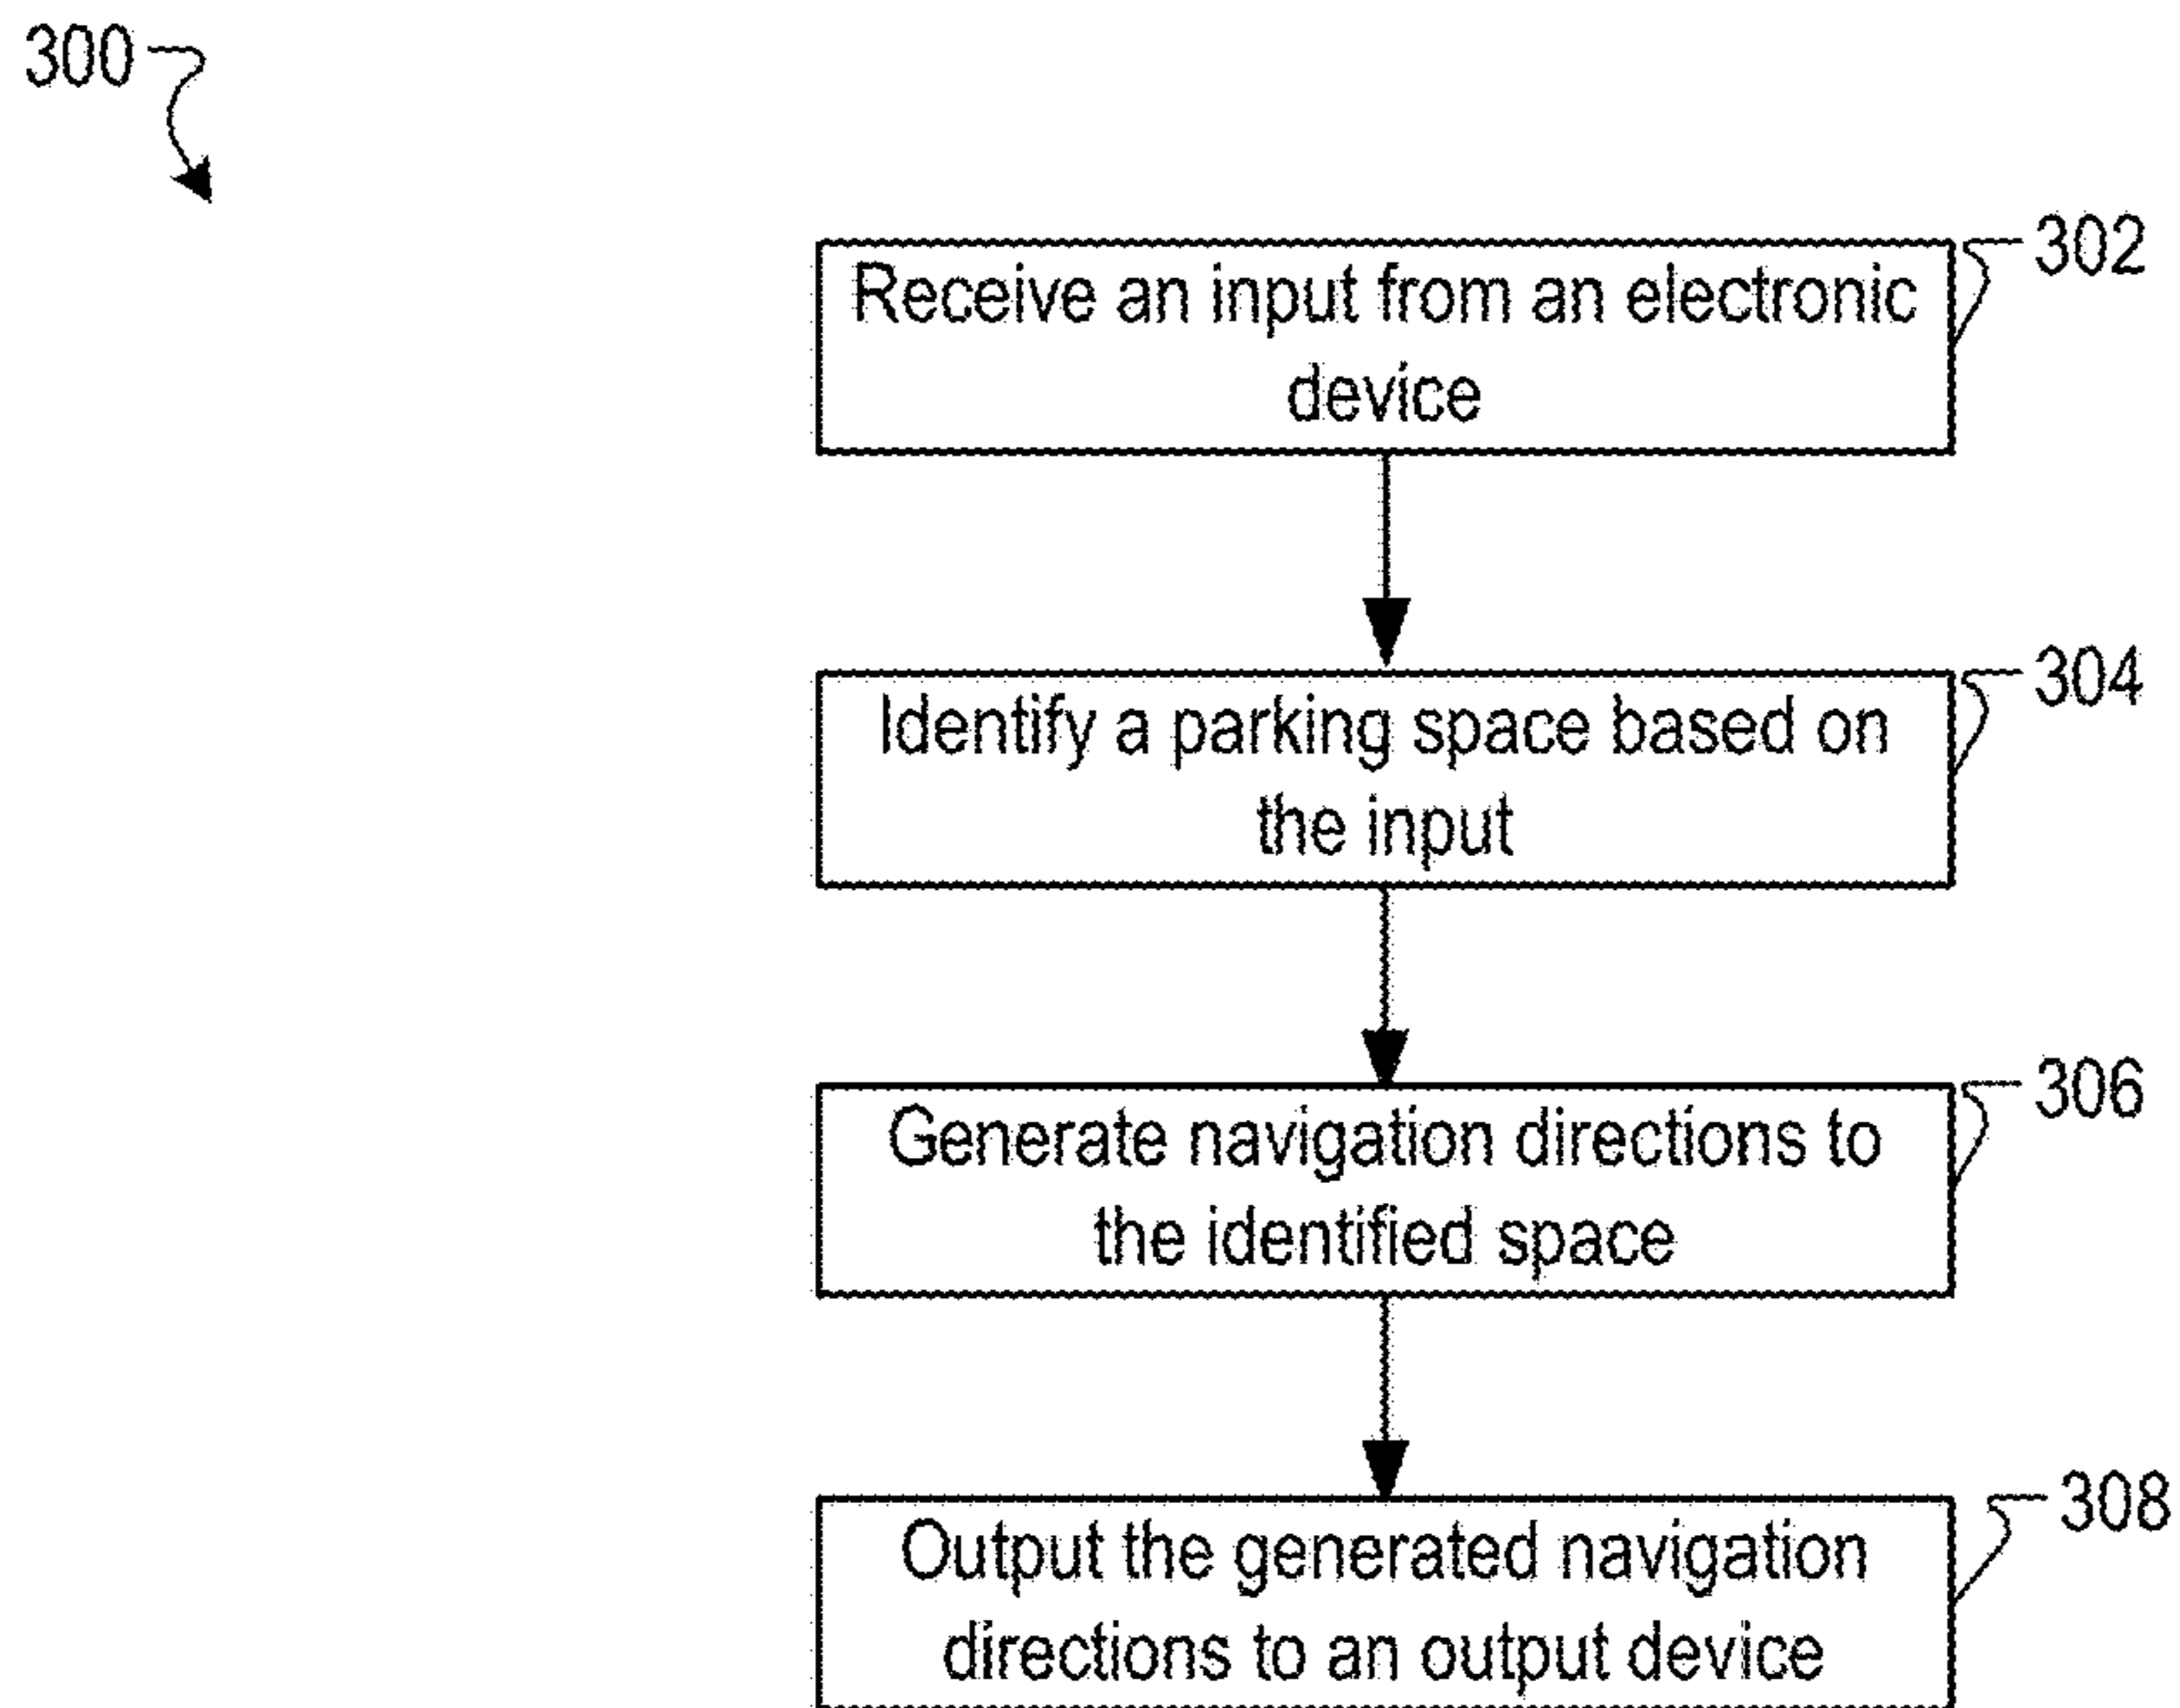 300
302
Receive an input from an electronic
device
304
Identify a parking space based on
the input
306
Generate navigation directions to
the identified space
308
Output the generated navigation
directions to an output device